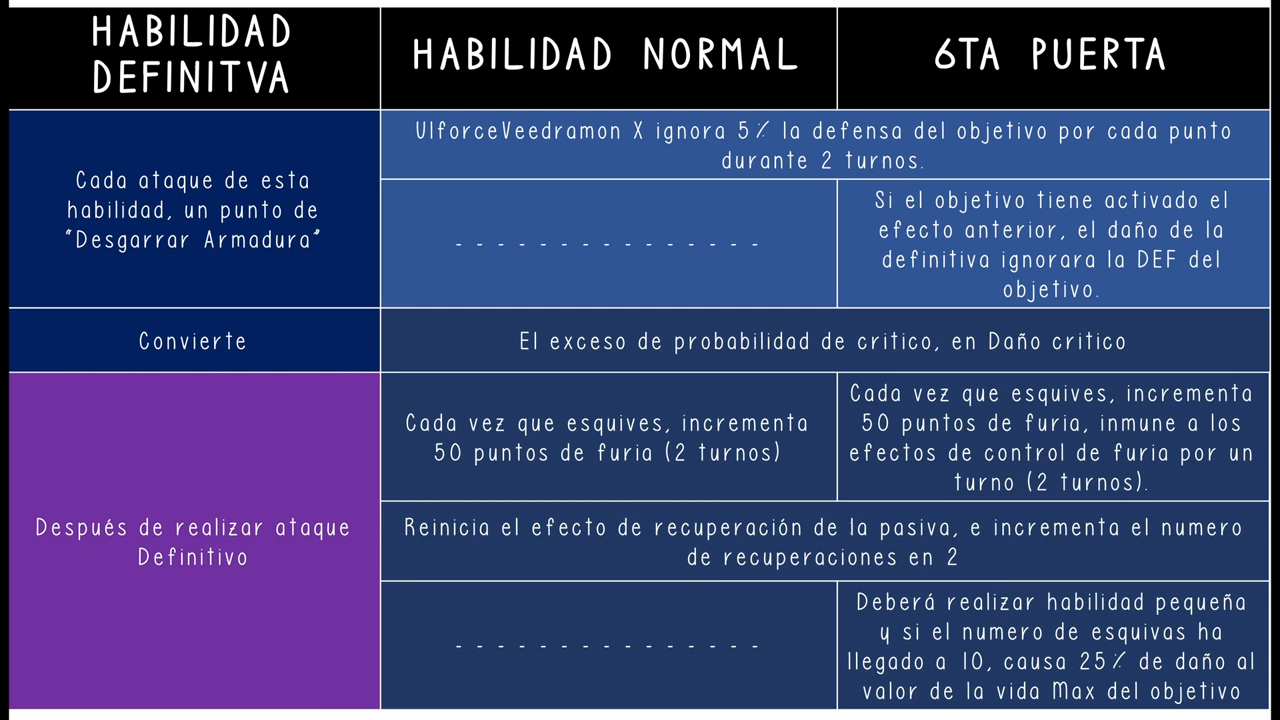 HABILIDAD
DEFINITVA
HABILIDAD NORMAL
6TA PUERTA
Cada ataque de esta
habilidad, un punto de
"Desgarrar Armadura"
UlforceVeedramon X ignora 5% la defensa del objetivo por cada punto
durante 2 turnos.
- - - - - - - - - - - - - - -
Si el objetivo tiene activado el
efecto anterior, el daño de la
definitiva ignorara la DEF del
objetivo.
Convierte
El exceso de probabilidad de critico, en Daño critico
Después de realizar ataque
Definitivo
Cada vez que esquives, incrementa
50 puntos de furia (2 turnos)
Cada vez que esquives, incrementa
50 puntos de furia, inmune a los
efectos de control de furia por un
turno (2 turnos).
Reinicia el efecto de recuperación de la pasiva, e incrementa el numero
de recuperaciones en 2
- - - - - - - - - - - - - - -
Deberá realizar habilidad pequeña
y si el numero de esquivas ha
llegado a 10, causa 25% de daño al
valor de la vida Max del objetivo